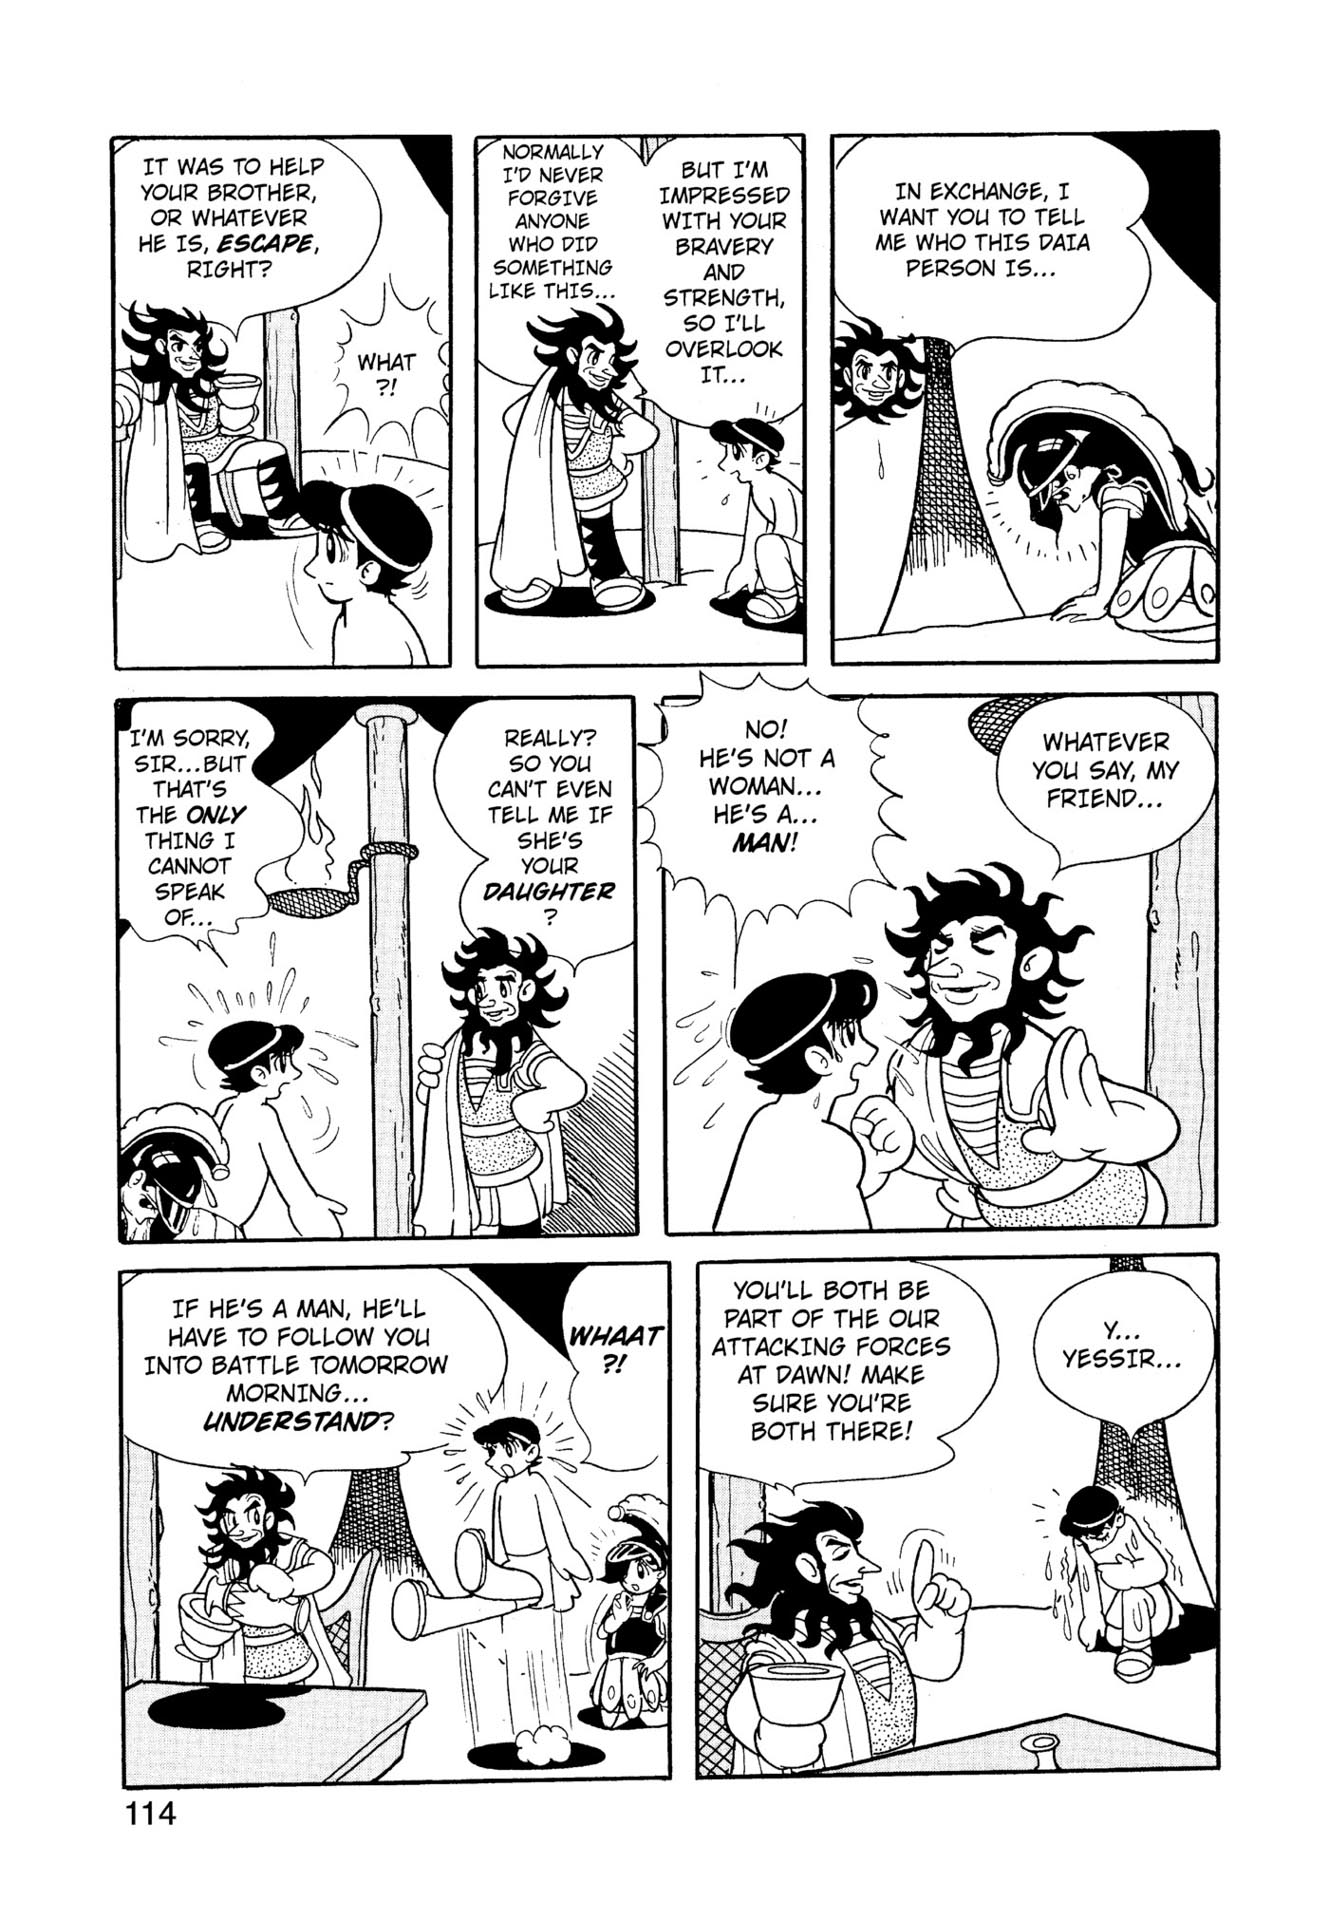 IT WAS TO HELP
YOUR BROTHER,
OR WHATEVER
HE IS, ESCAPE,
RIGHT?
WHAT
?!
NORMALLY
I'D NEVER
FORGIVE
ANYONE
WHO DID
SOMETHING
LIKE THIS...
BUT I'M
IMPRESSED
WITH YOUR
BRAVERY
AND
STRENGTH,
SO I'LL
OVERLOOK
IT...
IN EXCHANGE, I
WANT YOU TO TELL
ME WHO THIS DAIA
PERSON IS...
I'M SORRY,
SIR...BUT
THAT'S
THE ONLY
THING I
CANNOT
SPEAK
OF...
REALLY?
SO YOU
CAN'T EVEN
TELL ME IF
SHE'S
YOUR
DAUGHTER
?
NO!
HE'S NOT A
WOMAN...
HE'S A...
MAN!
WHATEVER
YOU SAY, MY
FRIEND...
IF HE'S A MAN, HE'LL
HAVE TO FOLLOW YOU
INTO BATTLE TOMORROW
MORNING...
UNDERSTAND?
WHAAT
?!
YOU'LL BOTH BE
PART OF THE OUR
ATTACKING FORCES
AT DAWN! MAKE
SURE YOU'RE
BOTH THERE!
Y...
YESSIR...
114